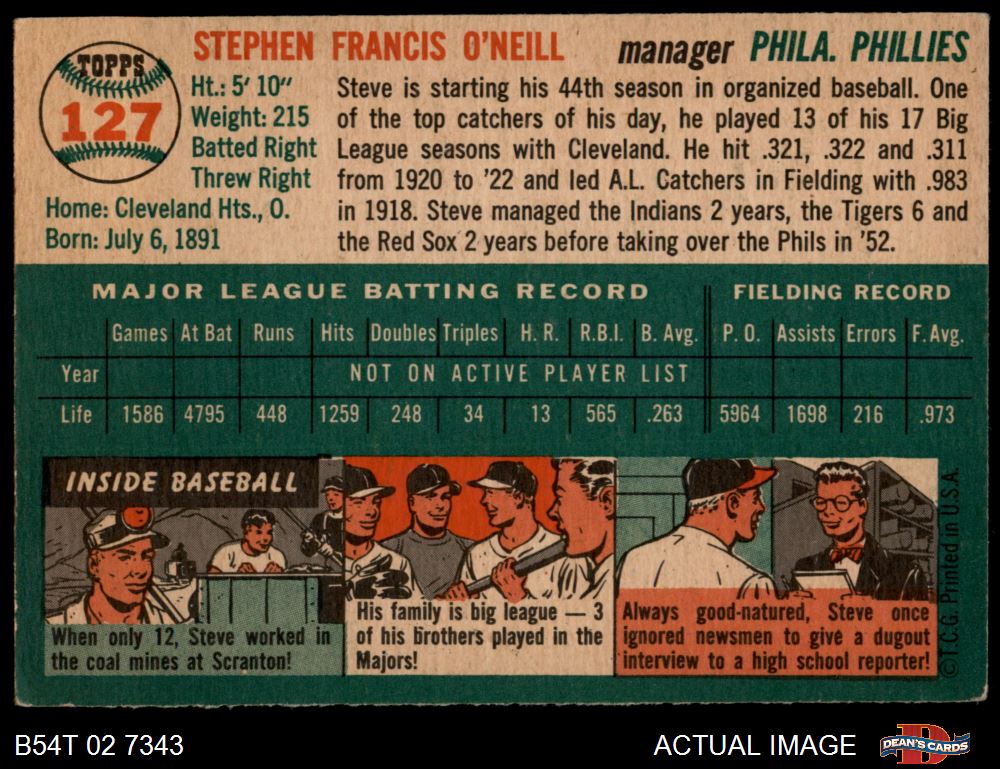 TOPPS
127
STEPHEN FRANCIS O'NEILL manager PHILA. PHILLIES
Ht.: 5' 10"
Weight: 215
Batted Right
Threw Right
Home: Cleveland Hts., O.
Born: July 6, 1891
Steve is starting his 44th season in organized baseball. One
of the top catchers of his day, he played 13 of his 17 Big
League seasons with Cleveland. He hit .321, .322 and .311
from 1920 to '22 and led A.L. Catchers in Fielding with .983
in 1918. Steve managed the Indians 2 years, the Tigers 6 and
the Red Sox 2 years before taking over the Phils in '52.
MAJOR LEAGUE BATTING RECORD FIELDING RECORD
Games At Bat Runs Hits Doubles Triples H. R. R.B.I. B. Avg. P. O. Assists Errors F. Avg.
Year NOT ON ACTIVE PLAYER LIST
Life 1586 4795 448 1259 248 34 13 565 .263 5964 1698 216 .973
INSIDE BASEBALL
When only 12, Steve worked in
the coal mines at Scranton!
His family is big league — 3
of his brothers played in the
Majors!
Always good-natured, Steve once
ignored newsmen to give a dugout
interview to a high school reporter!
© T.C.G. Printed in U.S.A.
B54T 02 7343
ACTUAL IMAGE
DEAN'S CARDS